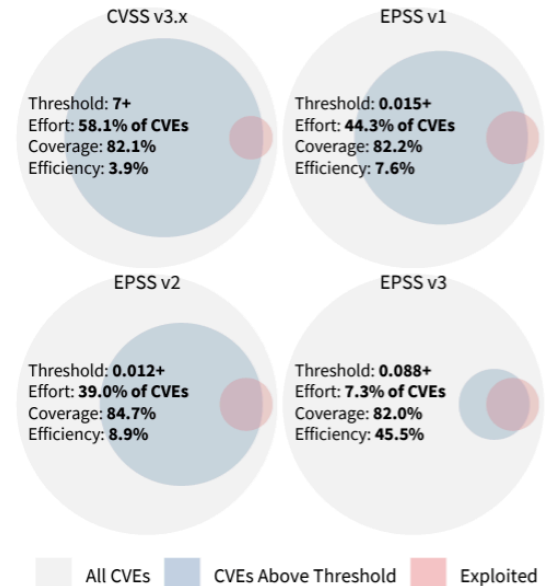 CVSS v3.x
Threshold: 7+
Effort: 58.1% of CVEs
Coverage: 82.1%
Efficiency: 3.9%
EPSS v1
Threshold: 0.015+
Effort: 44.3% of CVEs
Coverage: 82.2%
Efficiency: 7.6%
EPSS v2
Threshold: 0.012+
Effort: 39.0% of CVEs
Coverage: 84.7%
Efficiency: 8.9%
EPSS v3
Threshold: 0.088+
Effort: 7.3% of CVEs
Coverage: 82.0%
Efficiency: 45.5%
All CVEs
CVEs Above Threshold
Exploited